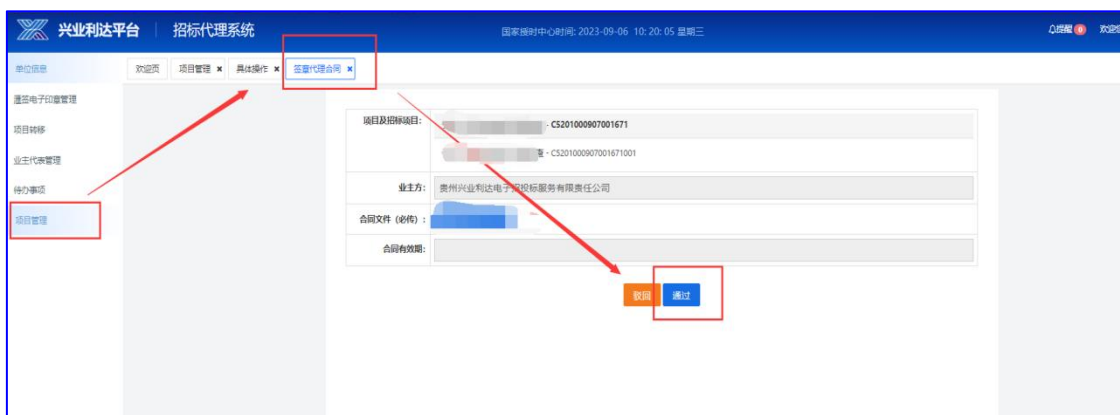 兴业利达平台 招标代理系统 国家授时中心时间: 2023-09-06 10: 20: 05 星期三 提醒 0
单位信息 欢迎页 项目管理 × 具体操作 × 签章代理合同 ×
遵签电子印章管理
项目转移
业主代表管理
待办事项
项目管理
项目及招标项目: - CS201000907001671
- CS201000907001671001
业主方: 贵州兴业利达电子招投标服务有限责任公司
合同文件（必传）:
合同有效期:
驳回 通过